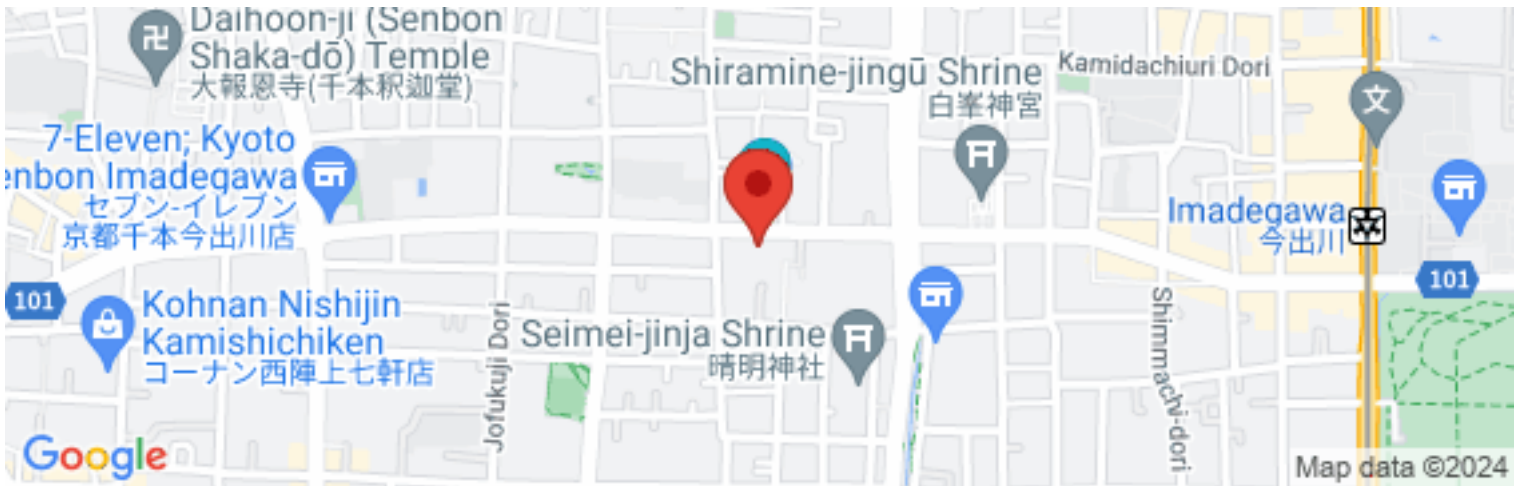 Daihoon-ji (Senbon
Shaka-dō) Temple
大報恩寺(千本釈迦堂)
Shiramine-jingū Shrine
白峯神宮
Kamidachiuri Dori
文
7-Eleven; Kyoto
enbon Imadegawa
セブン-イレブン
京都千本今出川店
Imadegawa
今出川
101
101
Kohnan Nishijin
Kamishichiken
コーナン西陣上七軒店
Jofukuji Dori
Seimei-jinja Shrine
晴明神社
Shimmachi-dori
Google
Map data ©2024